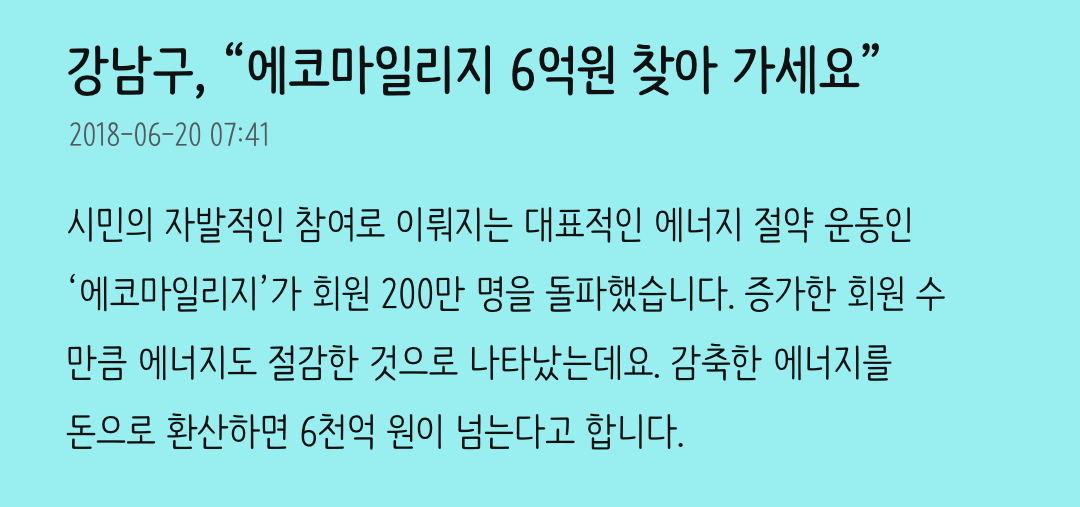 강남구, “에코마일리지 6억원 찾아 가세요”
2018-06-20 07:41
시민의 자발적인 참여로 이뤄지는 대표적인 에너지 절약 운동인
‘에코마일리지’가 회원 200만 명을 돌파했습니다. 증가한 회원 수
만큼 에너지도 절감한 것으로 나타났는데요. 감축한 에너지를
돈으로 환산하면 6천억 원이 넘는다고 합니다.